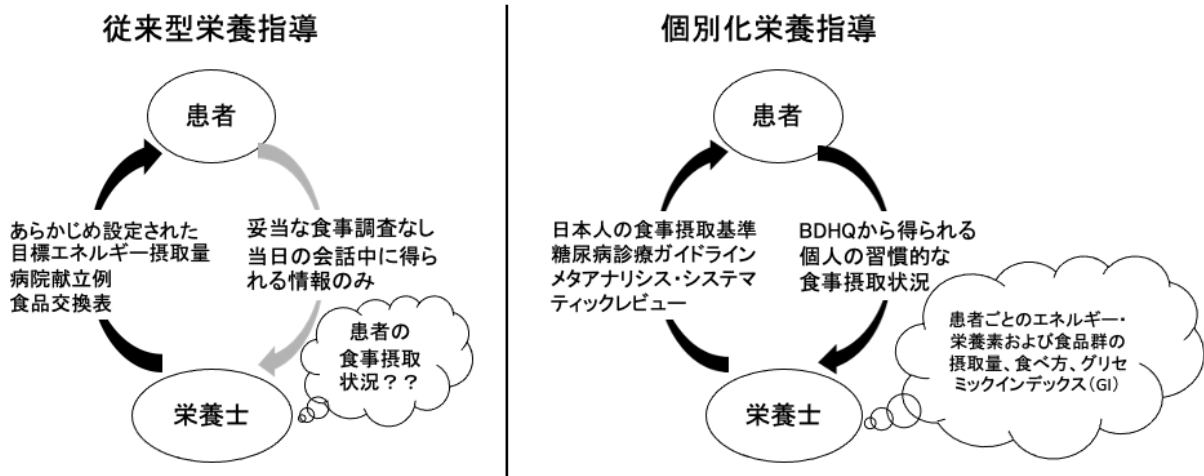 従来型栄養指導
患者
あらかじめ設定された
目標エネルギー摂取量
病院献立例
食品交換表
妥当な食事調査なし
当日の会話中に得ら
れる情報のみ
患者の
食事摂取
状況??
栄養士
個別化栄養指導
患者
日本人の食事摂取基準
糖尿病診療ガイドライン
メタアナリシス・システマ
ティックレビュー
BDHQから得られる
個人の習慣的な
食事摂取状況
患者ごとのエネルギー・
栄養素および食品群の
摂取量、食べ方、グリセ
ミックインデックス(GI)
栄養士